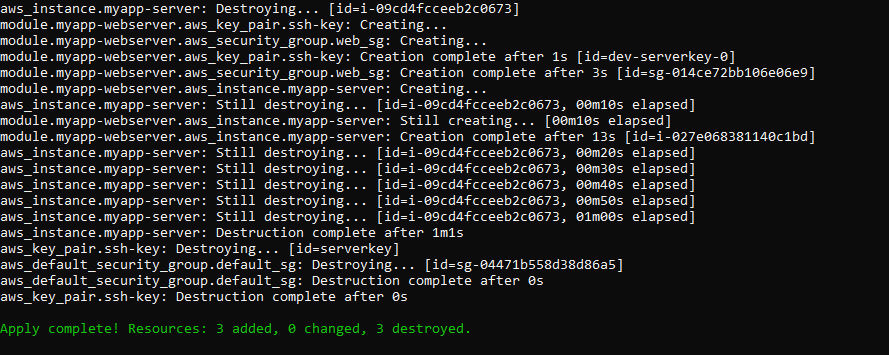 aws_instance.myapp-server: Destroying... [id=i-09cd4fcceeb2c0673]
module.myapp-webserver.aws_key_pair.ssh-key: Creating...
module.myapp-webserver.aws_security_group.web_sg: Creating...
module.myapp-webserver.aws_key_pair.ssh-key: Creation complete after 1s [id=dev-serverkey-0]
module.myapp-webserver.aws_security_group.web_sg: Creation complete after 3s [id=sg-014ce72bb106e06e9]
module.myapp-webserver.aws_instance.myapp-server: Creating...
aws_instance.myapp-server: Still destroying... [id=i-09cd4fcceeb2c0673, 00m10s elapsed]
module.myapp-webserver.aws_instance.myapp-server: Still creating... [00m10s elapsed]
module.myapp-webserver.aws_instance.myapp-server: Creation complete after 13s [id=i-027e068381140c1bd]
aws_instance.myapp-server: Still destroying... [id=i-09cd4fcceeb2c0673, 00m20s elapsed]
aws_instance.myapp-server: Still destroying... [id=i-09cd4fcceeb2c0673, 00m30s elapsed]
aws_instance.myapp-server: Still destroying... [id=i-09cd4fcceeb2c0673, 00m40s elapsed]
aws_instance.myapp-server: Still destroying... [id=i-09cd4fcceeb2c0673, 00m50s elapsed]
aws_instance.myapp-server: Still destroying... [id=i-09cd4fcceeb2c0673, 01m00s elapsed]
aws_instance.myapp-server: Destruction complete after 1m1s
aws_key_pair.ssh-key: Destroying... [id=serverkey]
aws_default_security_group.default_sg: Destroying... [id=sg-04471b558d38d86a5]
aws_default_security_group.default_sg: Destruction complete after 0s
aws_key_pair.ssh-key: Destruction complete after 0s
Apply complete! Resources: 3 added, 0 changed, 3 destroyed.